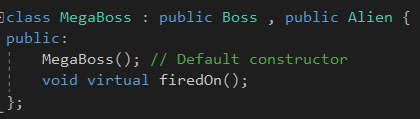 class MegaBoss : public Boss , public Alien {
public:
    MegaBoss(); // Default constructor
    void virtual firedOn();
};